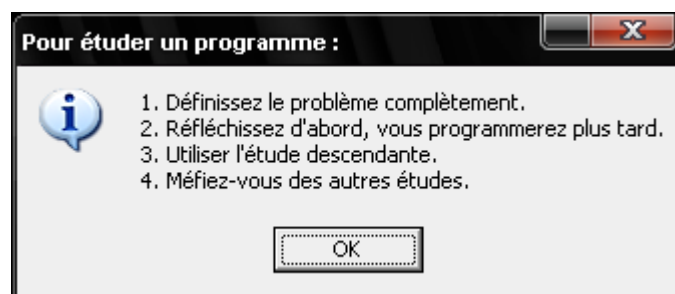 Pour étuder un programme :
1. Définissez le problème complètement.
2. Réfléchissez d'abord, vous programmerez plus tard.
3. Utiliser l'étude descendante.
4. Méfiez-vous des autres études.
OK